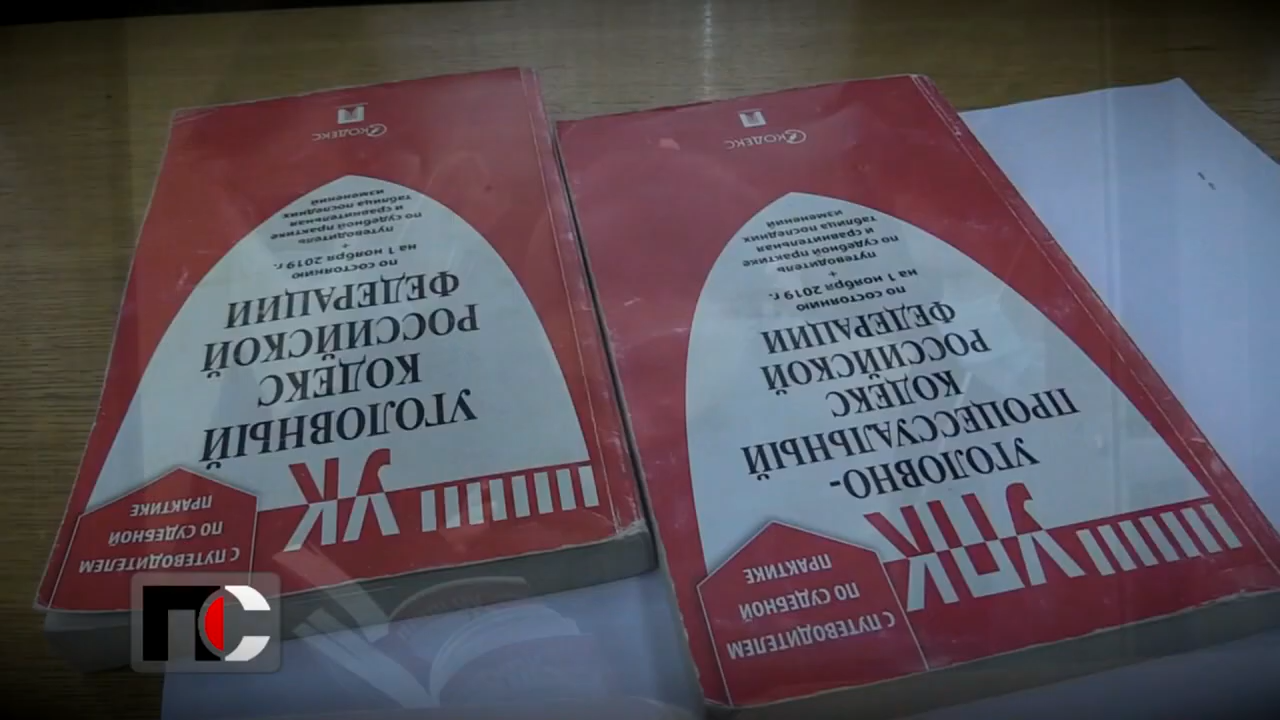 С ПУТЕВОДИТЕЛЕМ
ПО СУДЕБНОЙ
ПРАКТИКЕ
УК
УГОЛОВНЫЙ
КОДЕКС
РОССИЙСКОЙ
ФЕДЕРАЦИИ
по состоянию
на 1 ноября 2019 г.
+
путеводитель
по судебной практике
и сравнительная
таблица последних
изменений
КОДЕКС
С ПУТЕВОДИТЕЛЕМ
ПО СУДЕБНОЙ
ПРАКТИКЕ
УПК
УГОЛОВНО-
ПРОЦЕССУАЛЬНЫЙ
КОДЕКС
РОССИЙСКОЙ
ФЕДЕРАЦИИ
по состоянию
на 1 ноября 2019 г.
+
путеводитель
по судебной практике
и сравнительная
таблица последних
изменений
КОДЕКС
ПС